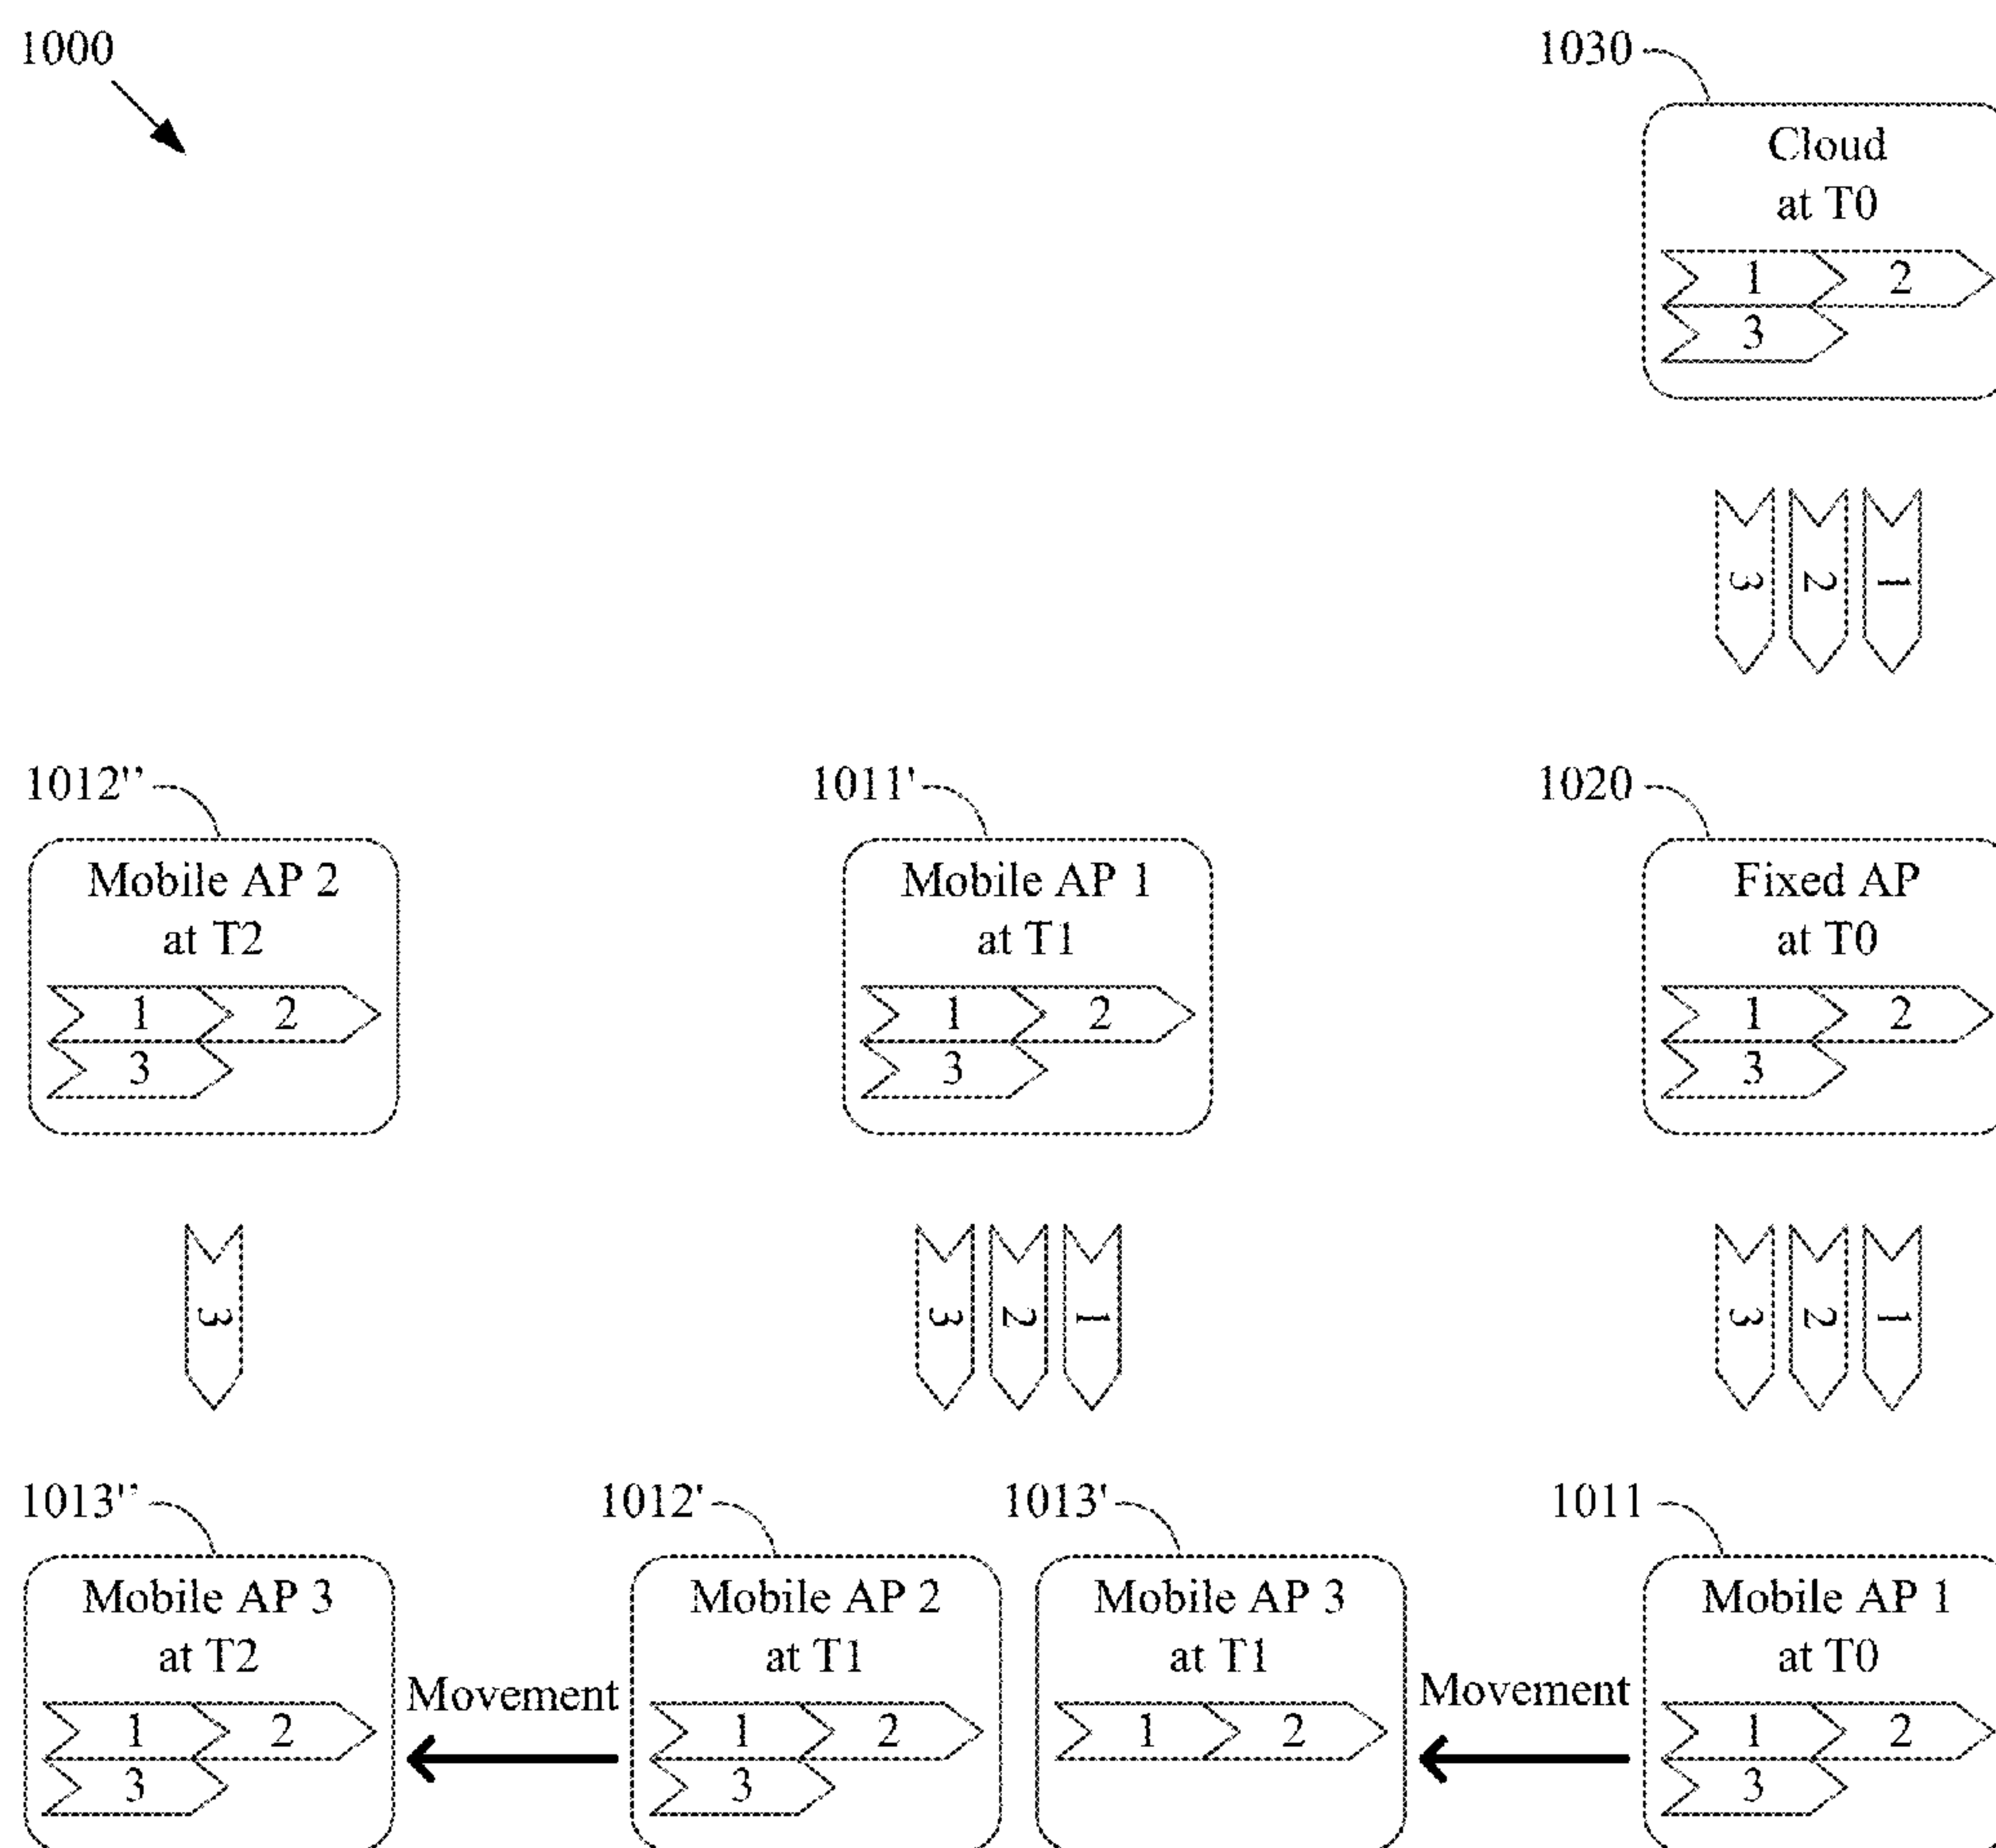 1000
1030
Cloud
at T0
1 2
3
3 2 1
1012''
1011'
1020
Mobile AP 2
at T2
1 2
3
Mobile AP 1
at T1
1 2
3
Fixed AP
at T0
1 2
3
3
3 2 1
3 2 1
1013''
1012'
1013'
1011
Mobile AP 3
at T2
1 2
3
Movement
Mobile AP 2
at T1
1 2
3
Mobile AP 3
at T1
1 2
Movement
Mobile AP 1
at T0
1 2
3